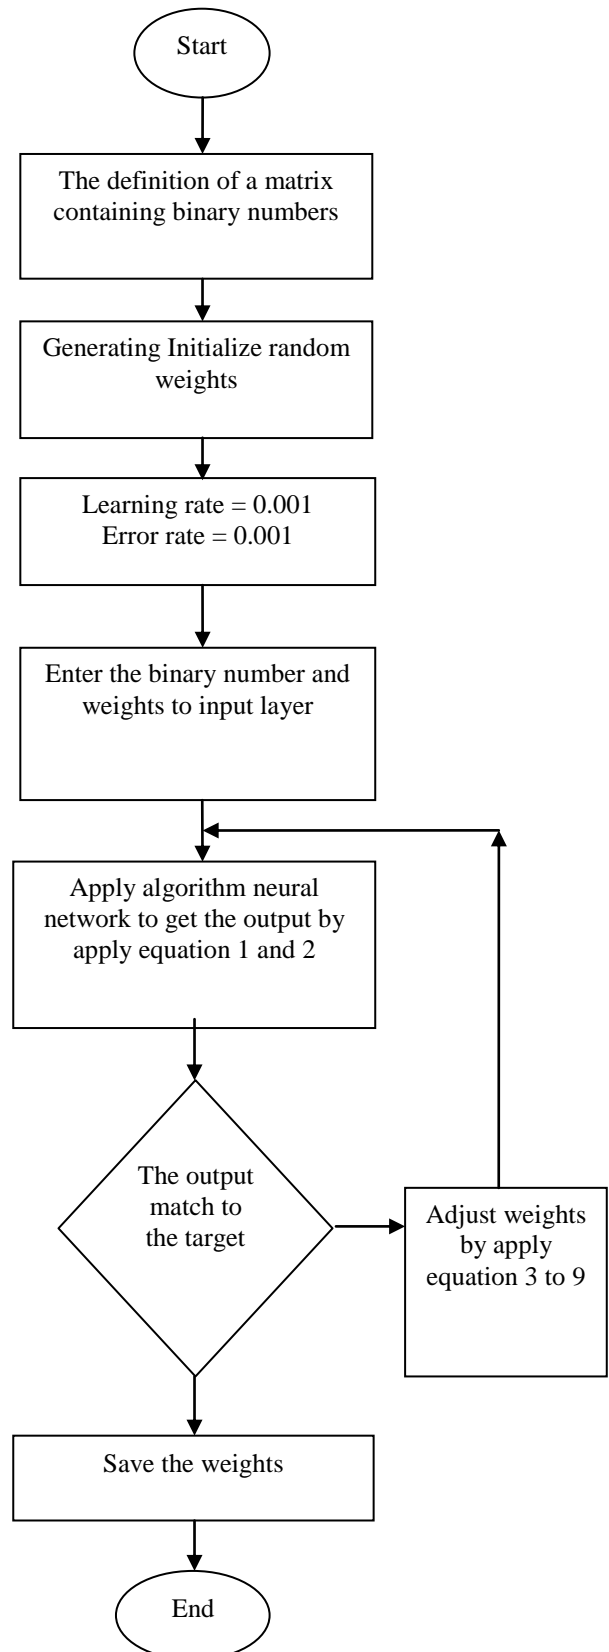 Start
The definition of a matrix
containing binary numbers
Generating Initialize random
weights
Learning rate = 0.001
Error rate = 0.001
Enter the binary number and
weights to input layer
Apply algorithm neural
network to get the output by
apply equation 1 and 2
The output
match to
the target
Adjust weights
by apply
equation 3 to 9
Save the weights
End